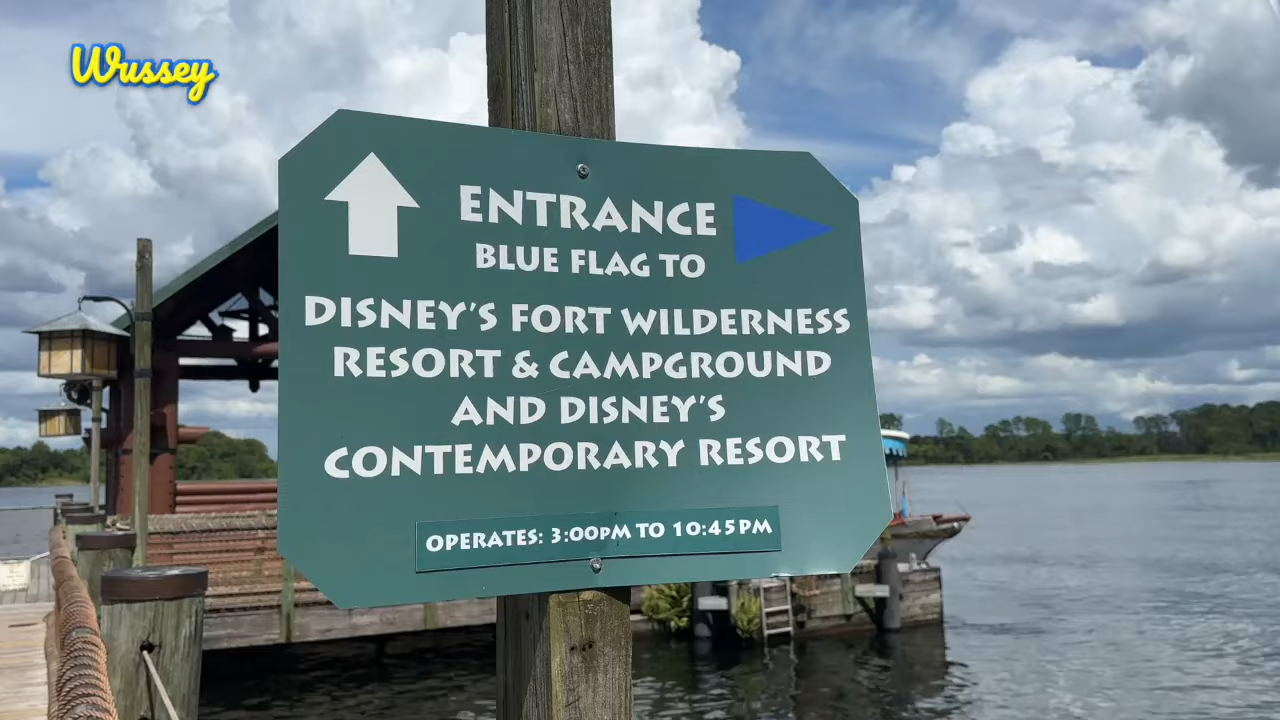 Wussey
ENTRANCE
BLUE FLAG TO
DISNEY'S FORT WILDERNESS
RESORT & CAMPGROUND
AND DISNEY'S
CONTEMPORARY RESORT
OPERATES: 3:00PM TO 10:45PM